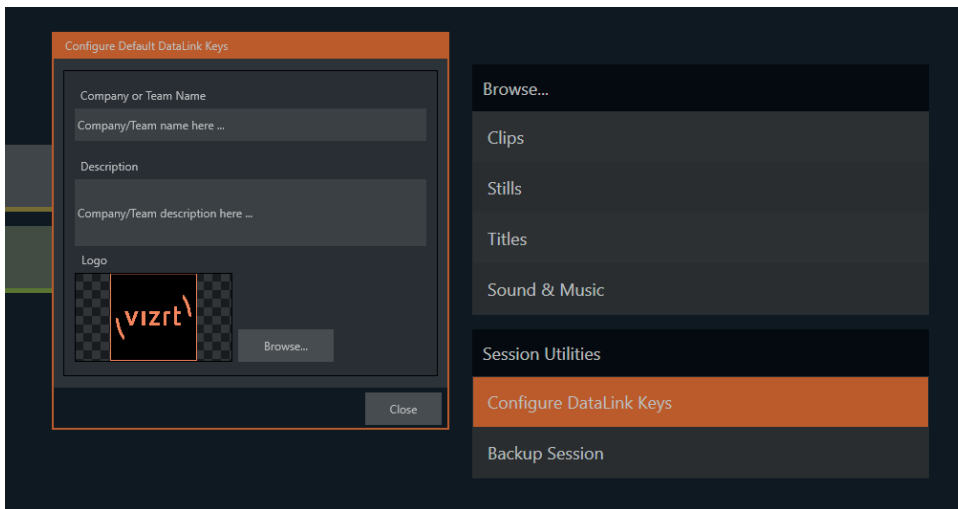 Configure Default DataLink Keys
Company or Team Name
Company/Team name here ...
Description
Company/Team description here ...
Logo
vizrt
Browse...
Close
Browse...
Clips
Stills
Titles
Sound & Music
Session Utilities
Configure DataLink Keys
Backup Session